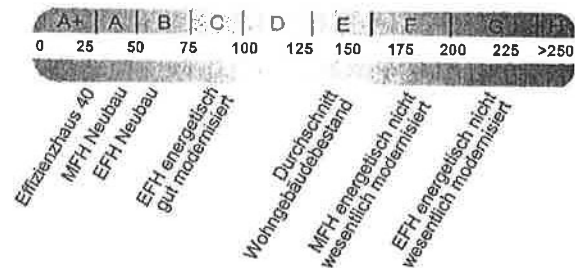 A+ A B C D E F G H
0 25 50 75 100 125 150 175 200 225 >250
Effizienzhaus 40
MFH Neubau
EFH Neubau
EFH energetisch
gut modernisiert
Durchschnitt
Wohngebäudebestand
MFH energetisch nicht
wesentlich modernisiert
EFH energetisch nicht
wesentlich modernisiert